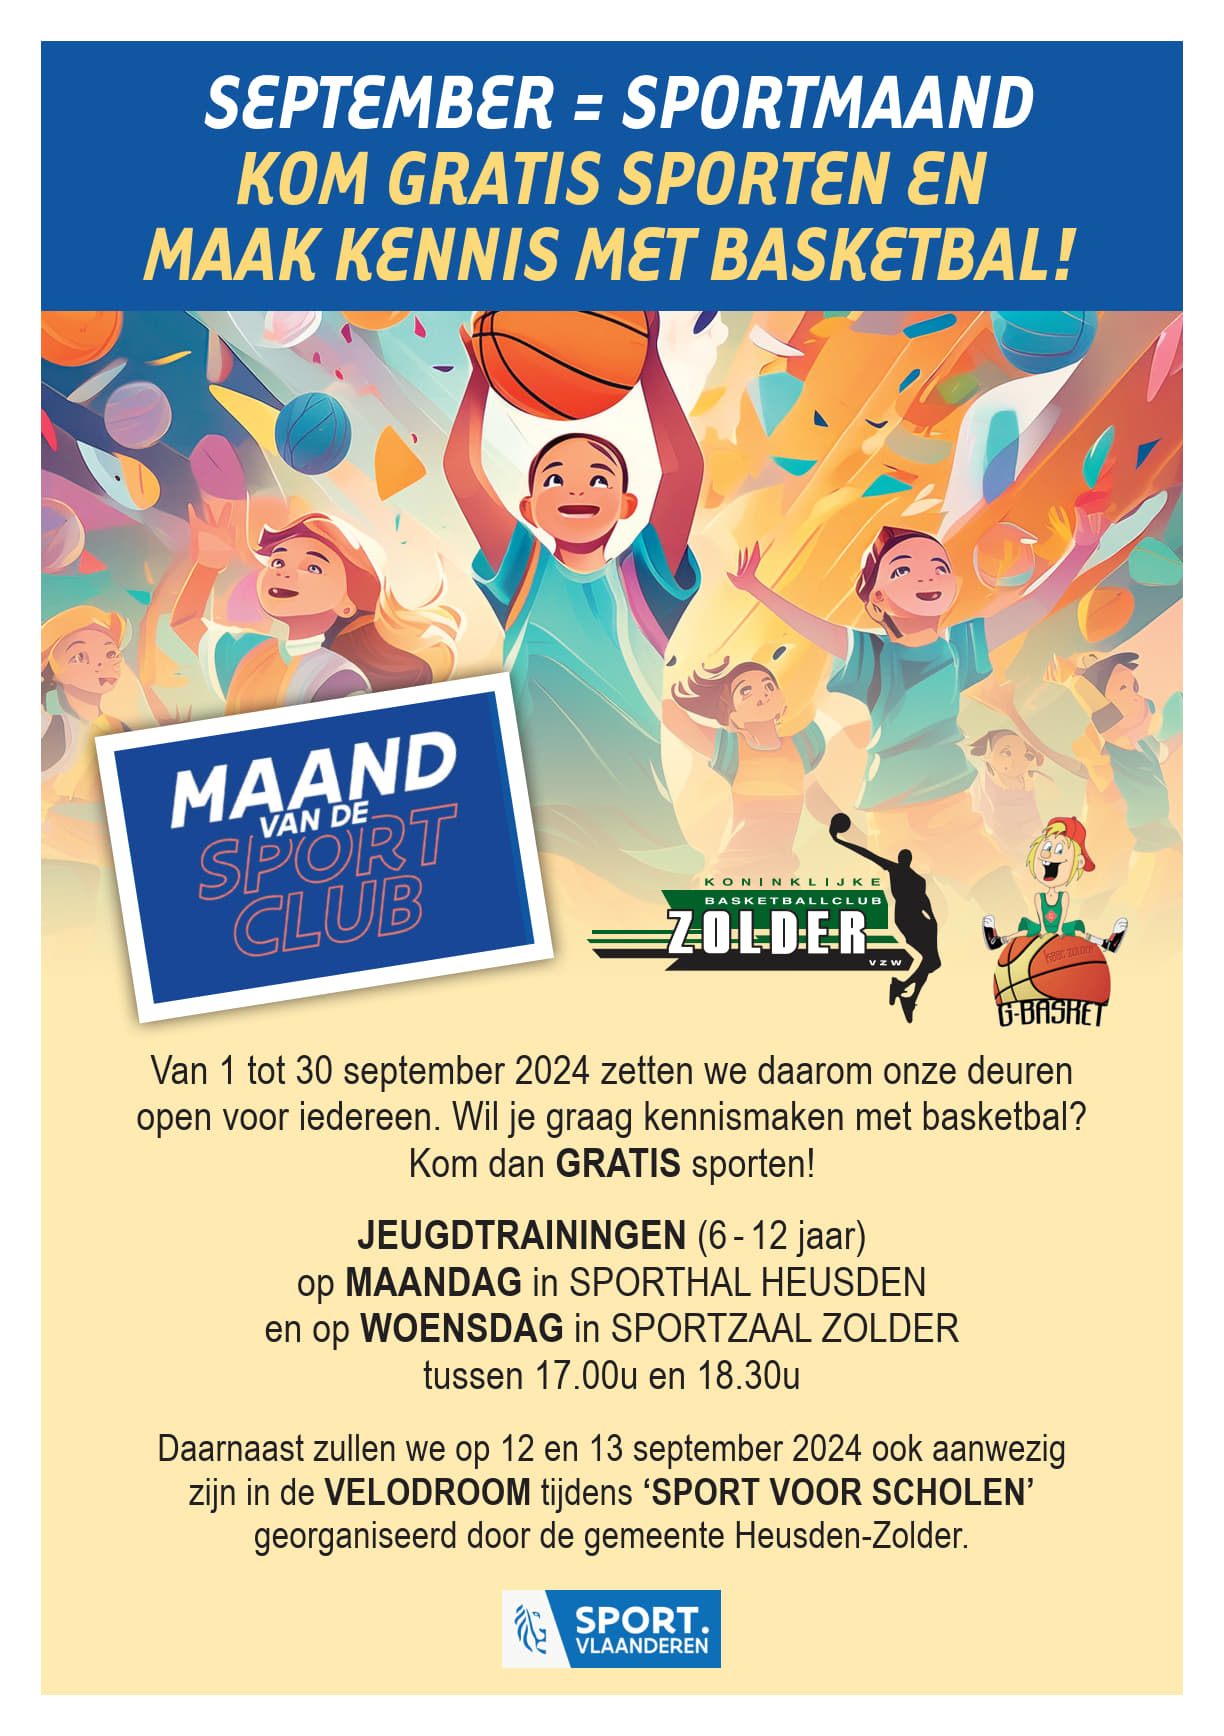 SEPTEMBER = SPORTMAAND
KOM GRATIS SPORTEN EN
MAAK KENNIS MET BASKETBAL!
MAAND
VAN DE
SPORT
CLUB
KONINKLIJKE
BASKETBALLCLUB
ZOLDER
VZW
G-BASKET
Van 1 tot 30 september 2024 zetten we daarom onze deuren
open voor iedereen. Wil je graag kennismaken met basketbal?
Kom dan GRATIS sporten!
JEUGDTRAININGEN (6 - 12 jaar)
op MAANDAG in SPORTHAL HEUSDEN
en op WOENSDAG in SPORTZAAL ZOLDER
tussen 17.00u en 18.30u
Daarnaast zullen we op 12 en 13 september 2024 ook aanwezig
zijn in de VELODROOM tijdens ‘SPORT VOOR SCHOLEN’
georganiseerd door de gemeente Heusden-Zolder.
SPORT.
VLAANDEREN